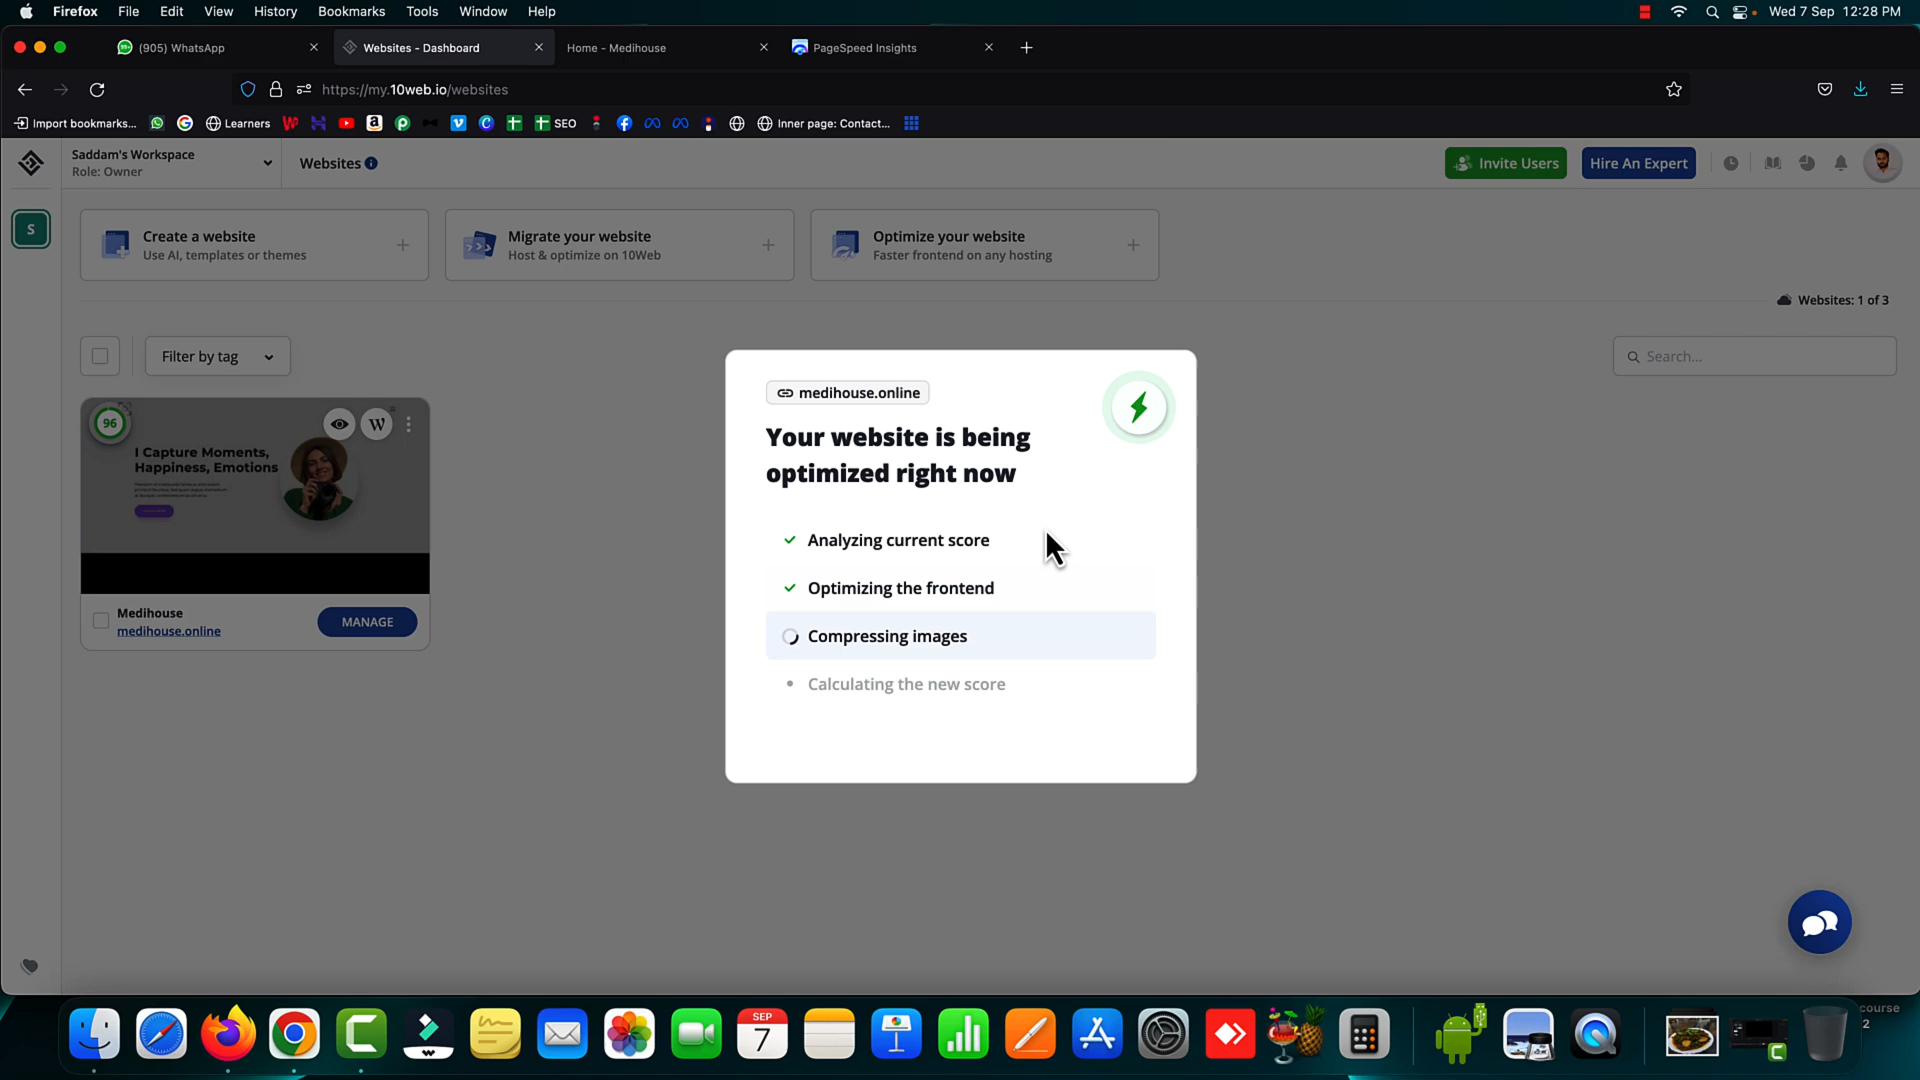 Firefox File Edit View History Bookmarks Tools Window Help Wed 7 Sep 12:28 PM
(905) WhatsApp Websites - Dashboard Home - Medihouse PageSpeed Insights
https://my.10web.io/websites
Import bookmarks... Learners SEO Inner page: Contact...
Saddam's Workspace
Role: Owner
Websites
Invite Users
Hire An Expert
S
Create a website
Use AI, templates or themes
Migrate your website
Host & optimize on 10Web
Optimize your website
Faster frontend on any hosting
Websites: 1 of 3
Filter by tag
Search...
96
W
I Capture Moments,
Happiness, Emotions
Medihouse
medihouse.online
MANAGE
medihouse.online
Your website is being
optimized right now
Analyzing current score
Optimizing the frontend
Compressing images
Calculating the new score
SEP
7
course
2